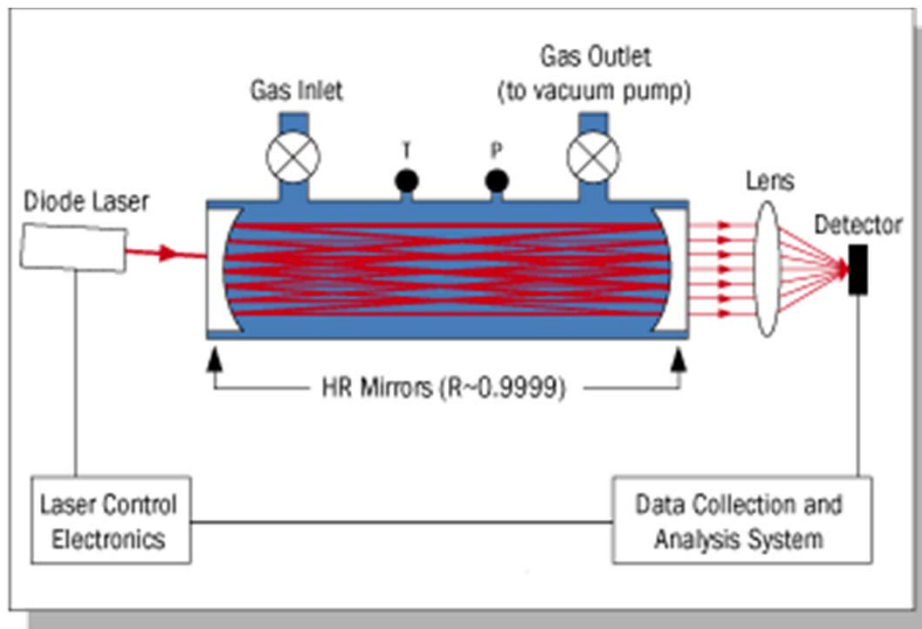 Gas Outlet
(to vacuum pump)
Gas Inlet
T
P
Lens
Diode Laser
Detector
HR Mirrors (R~0.9999)
Laser Control
Electronics
Data Collection and
Analysis System